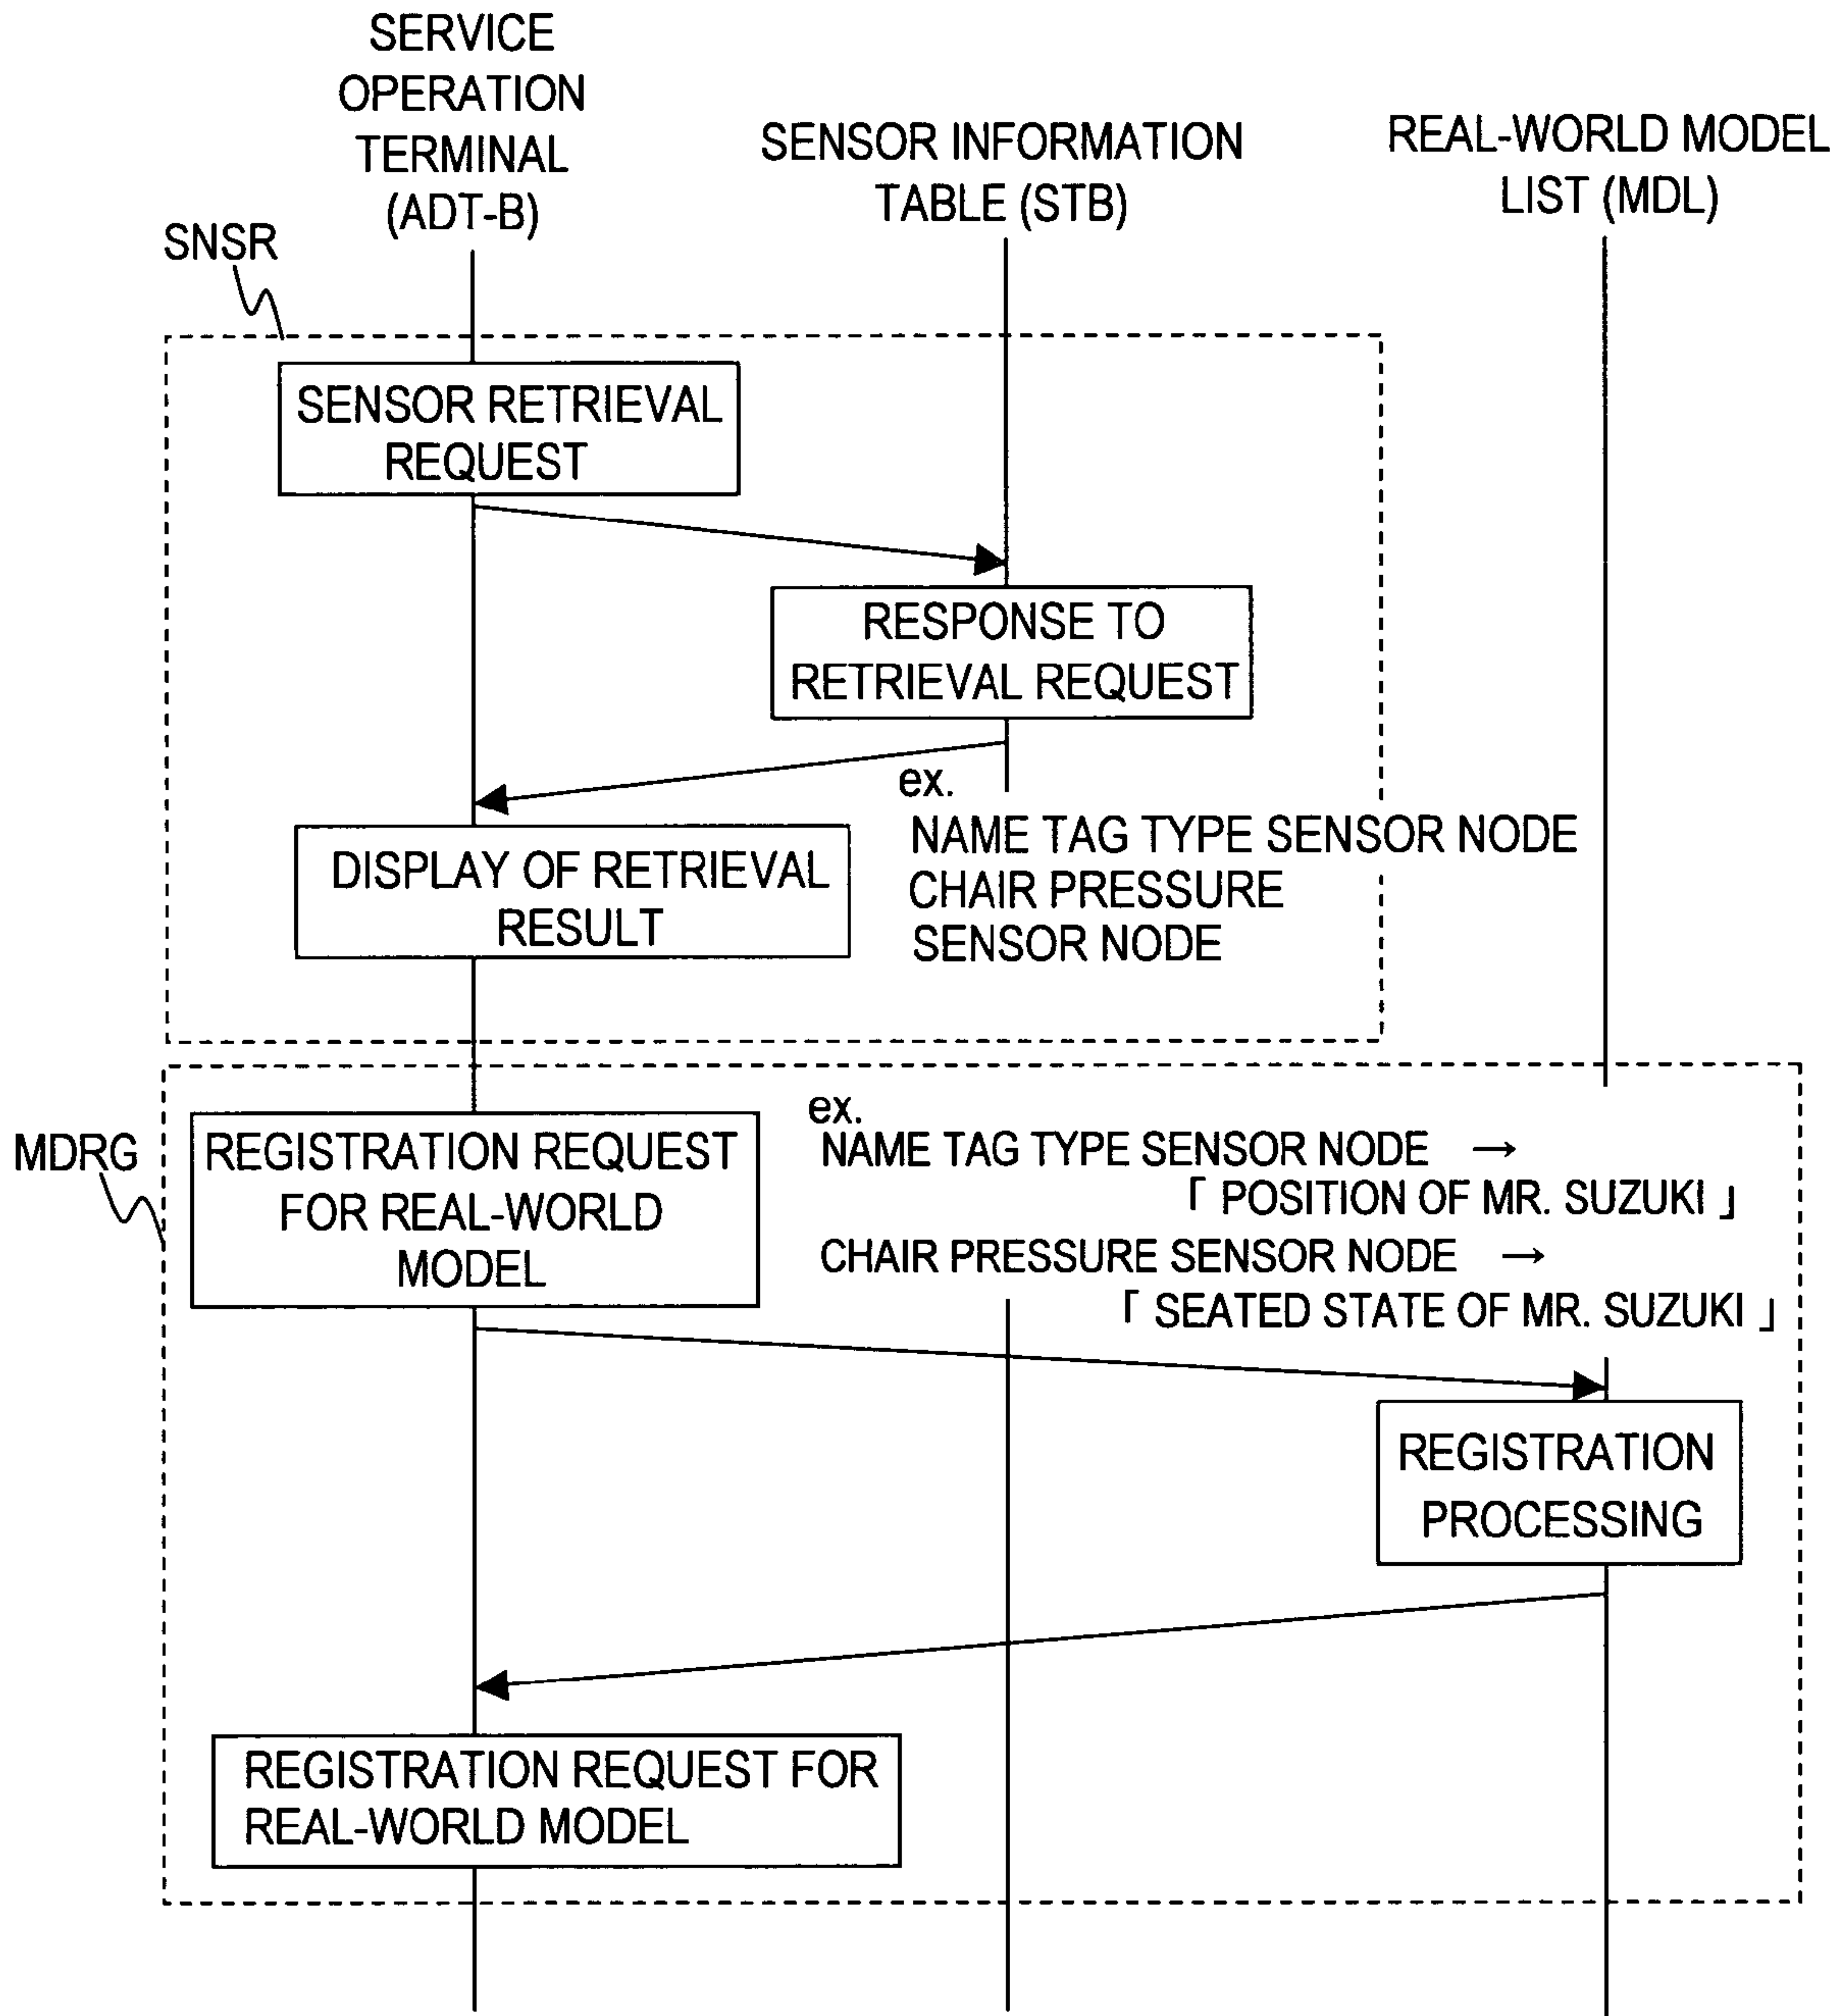 SERVICE
OPERATION
TERMINAL
(ADT-B)
SENSOR INFORMATION
TABLE (STB)
REAL-WORLD MODEL
LIST (MDL)
SNSR
SENSOR RETRIEVAL
REQUEST
RESPONSE TO
RETRIEVAL REQUEST
ex.
NAME TAG TYPE SENSOR NODE
CHAIR PRESSURE
SENSOR NODE
DISPLAY OF RETRIEVAL
RESULT
MDRG
REGISTRATION REQUEST
FOR REAL-WORLD
MODEL
ex.
NAME TAG TYPE SENSOR NODE →
「 POSITION OF MR. SUZUKI 」
CHAIR PRESSURE SENSOR NODE →
「 SEATED STATE OF MR. SUZUKI 」
REGISTRATION
PROCESSING
REGISTRATION REQUEST FOR
REAL-WORLD MODEL